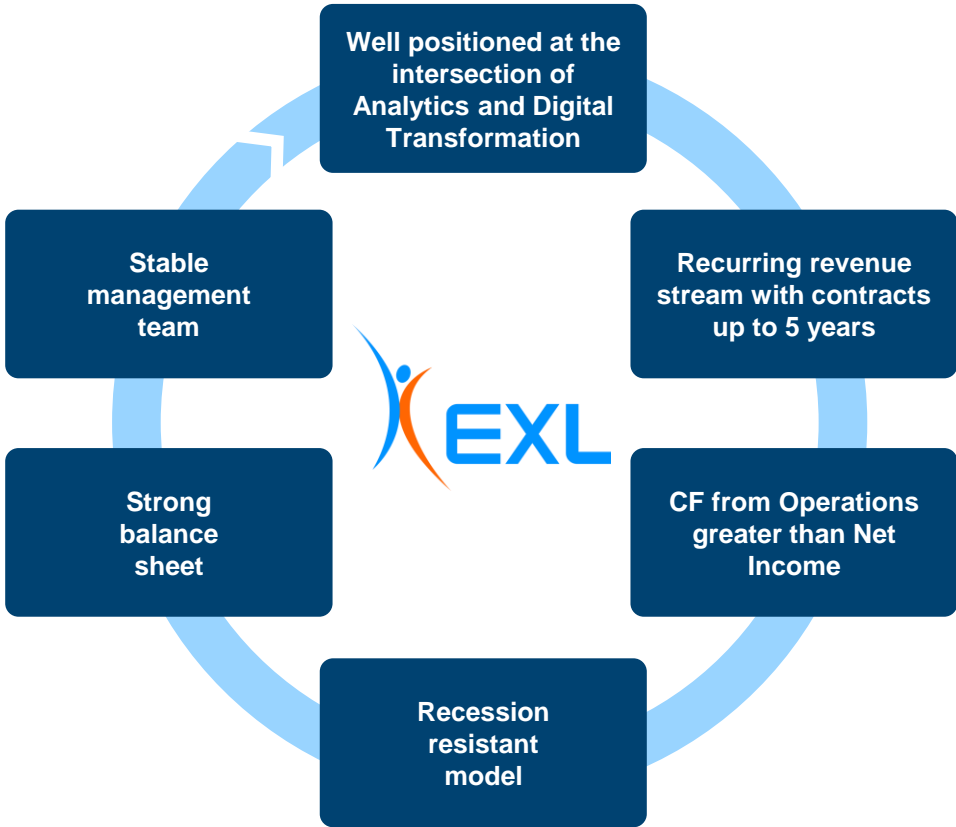 Well positioned at the
intersection of
Analytics and Digital
Transformation
Recurring revenue
stream with contracts
up to 5 years
CF from Operations
greater than Net
Income
Recession
resistant
model
Strong
balance
sheet
Stable
management
team
EXL